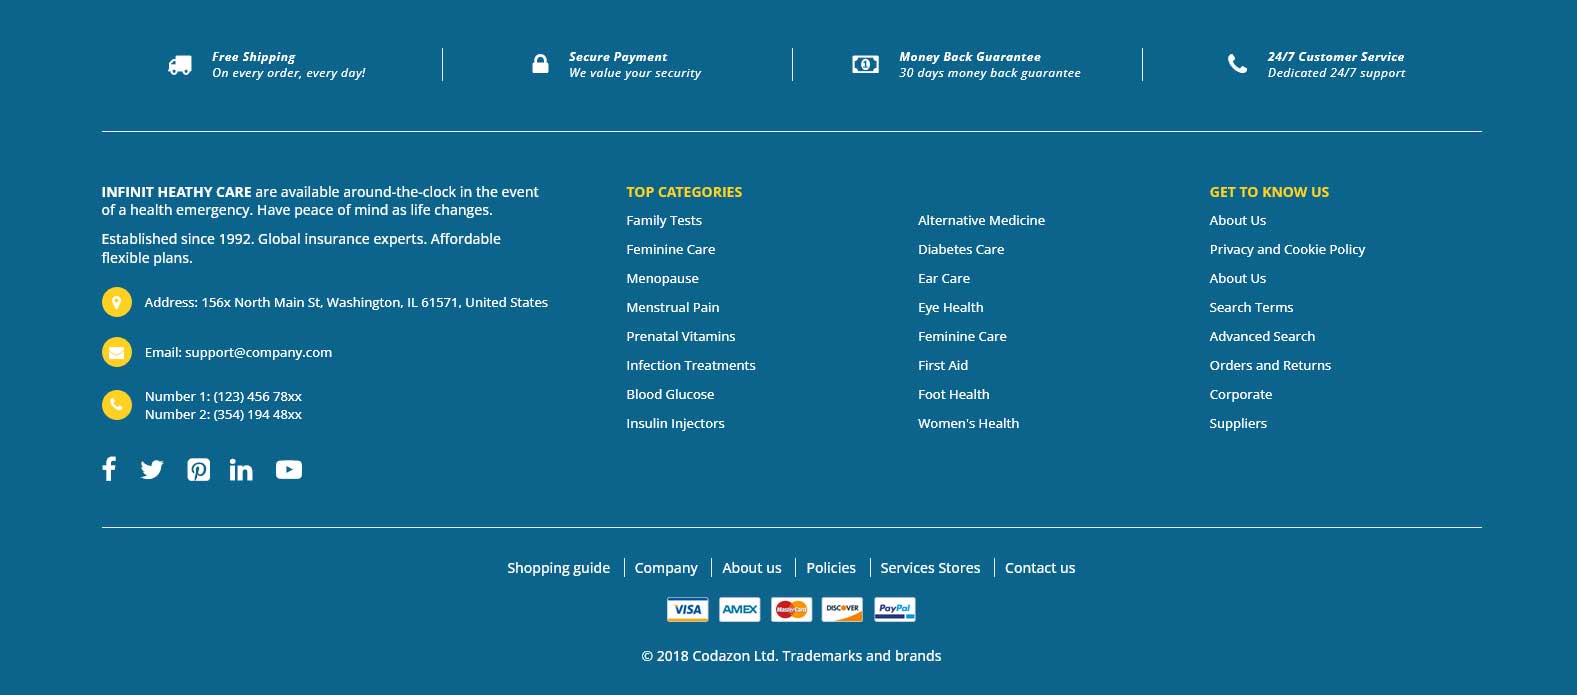 Free Shipping
On every order, every day!
Secure Payment
We value your security
Money Back Guarantee
30 days money back guarantee
24/7 Customer Service
Dedicated 24/7 support
INFINIT HEATHY CARE are available around-the-clock in the event
of a health emergency. Have peace of mind as life changes.
Established since 1992. Global insurance experts. Affordable
flexible plans.
Address: 156x North Main St, Washington, IL 61571, United States
Email: support@company.com
Number 1: (123) 456 78xx
Number 2: (354) 194 48xx
TOP CATEGORIES
Family Tests
Feminine Care
Menopause
Menstrual Pain
Prenatal Vitamins
Infection Treatments
Blood Glucose
Insulin Injectors
Alternative Medicine
Diabetes Care
Ear Care
Eye Health
Feminine Care
First Aid
Foot Health
Women's Health
GET TO KNOW US
About Us
Privacy and Cookie Policy
About Us
Search Terms
Advanced Search
Orders and Returns
Corporate
Suppliers
Shopping guide Company About us Policies Services Stores Contact us
VISA AMEX MasterCard DISCOVER PayPal
© 2018 Codazon Ltd. Trademarks and brands